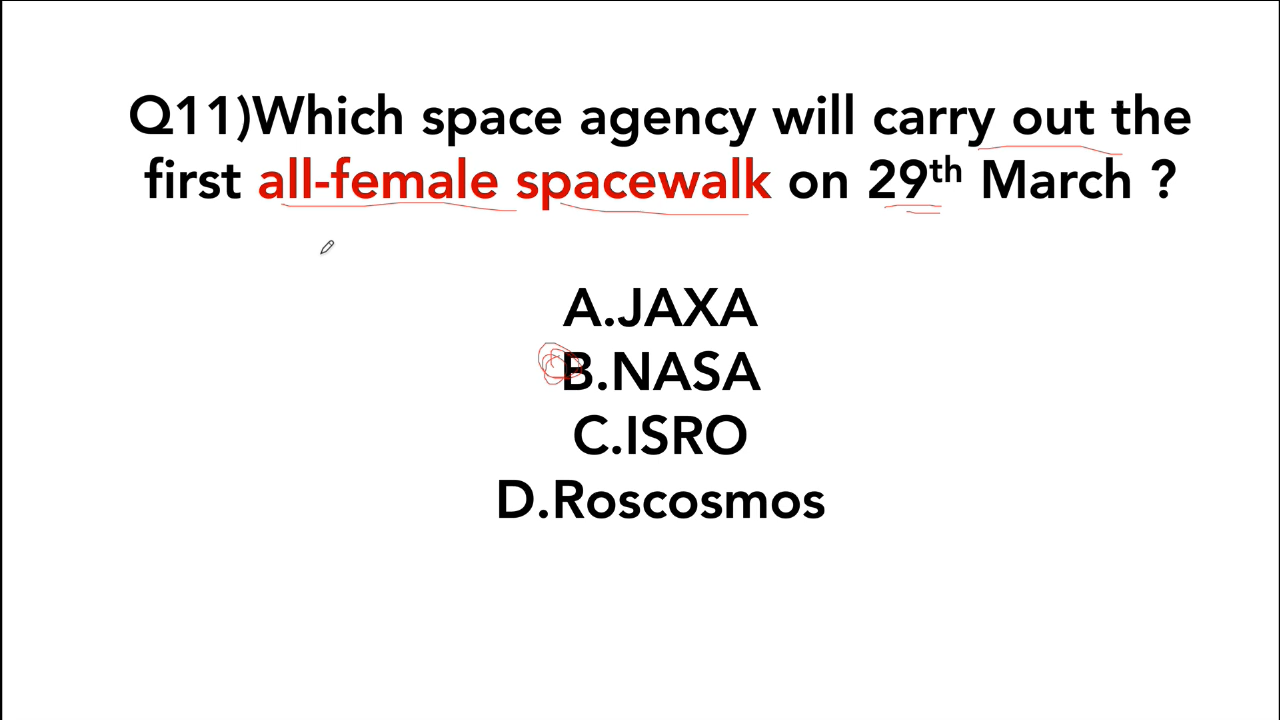 Q11)Which space agency will carry out the
first all-female spacewalk on 29th March ?
A.JAXA
B.NASA
C.ISRO
D.Roscosmos